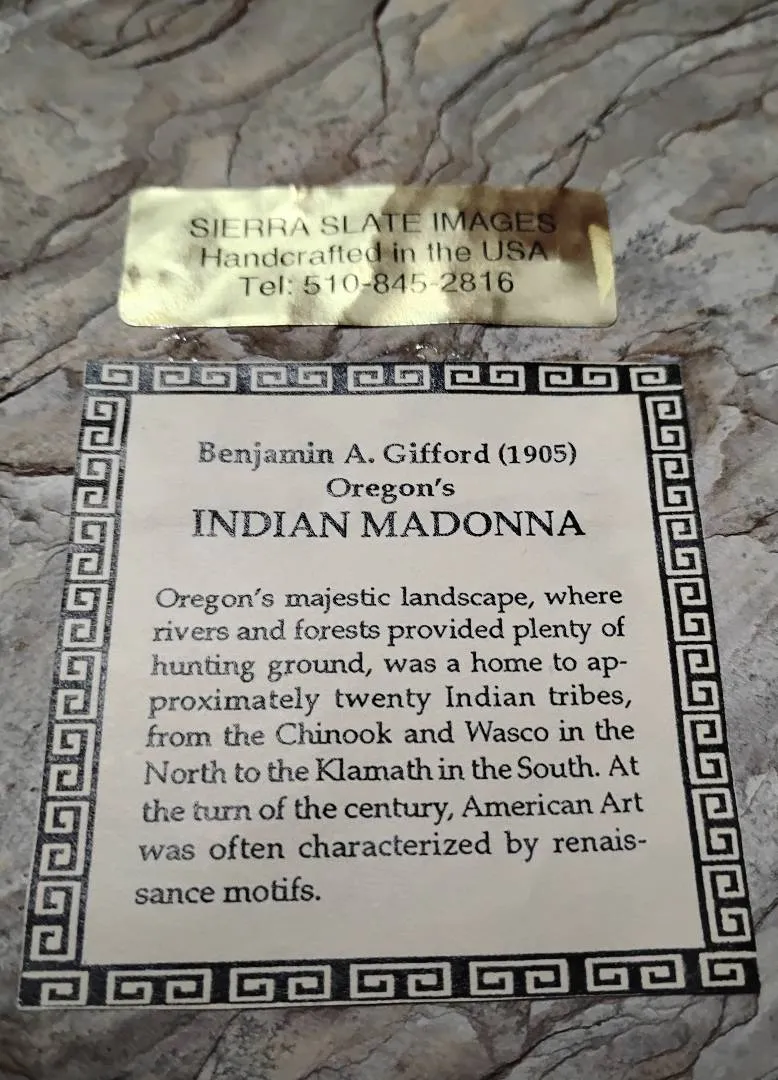 SIERRA SLATE IMAGES
Handcrafted in the USA
Tel: 510-845-2816
Benjamin A. Gifford (1905)
Oregon's
INDIAN MADONNA
Oregon's majestic landscape, where
rivers and forests provided plenty of
hunting ground, was a home to ap-
proximately twenty Indian tribes,
from the Chinook and Wasco in the
North to the Klamath in the South. At
the turn of the century, American Art
was often characterized by renais-
sance motifs.